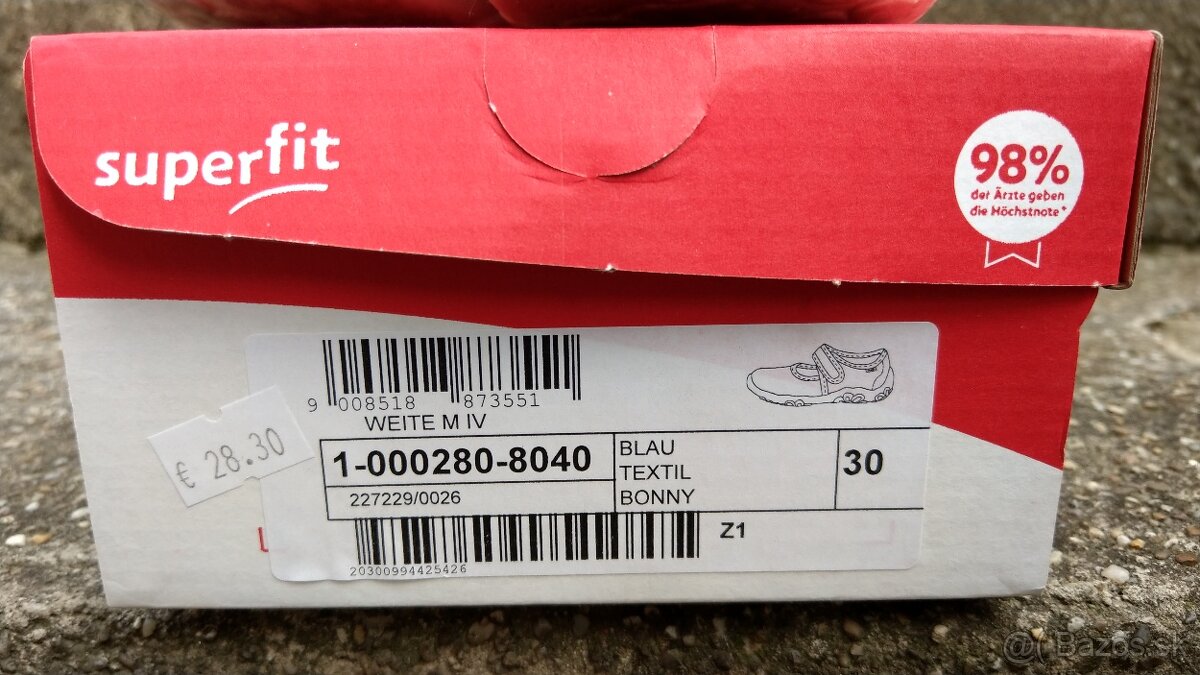 superfit
98%
der Ärzte geben
die Höchstnote*
9 008518 873551
WEITE M IV
€ 28.30
1-000280-8040
227229/0026
BLAU
TEXTIL
BONNY
30
20300994425426
Z1
@ Bazos.sk